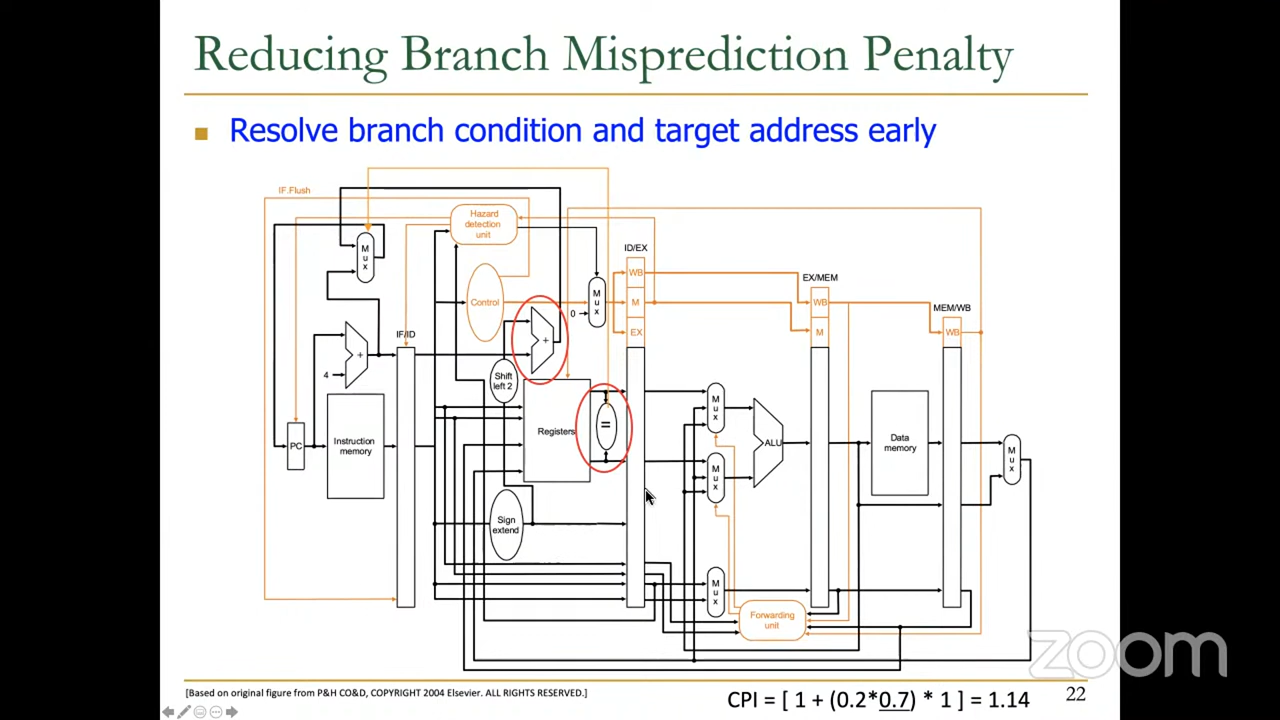 Reducing Branch Misprediction Penalty
Resolve branch condition and target address early
IF.Flush
Hazard
detection
unit
M
u
x
ID/EX
WB
Control
M
u
x
0
M
EX/MEM
WB
MEM/WB
EX
M
WB
IF/ID
+
+
4
Shift
left 2
PC
Instruction
memory
Registers
=
M
u
x
ALU
Data
memory
M
u
x
M
u
x
Sign
extend
M
u
x
Forwarding
unit
zoom
[Based on original figure from P&H CO&D, COPYRIGHT 2004 Elsevier. ALL RIGHTS RESERVED.]
CPI = [ 1 + (0.2*0.7) * 1 ] = 1.14
22